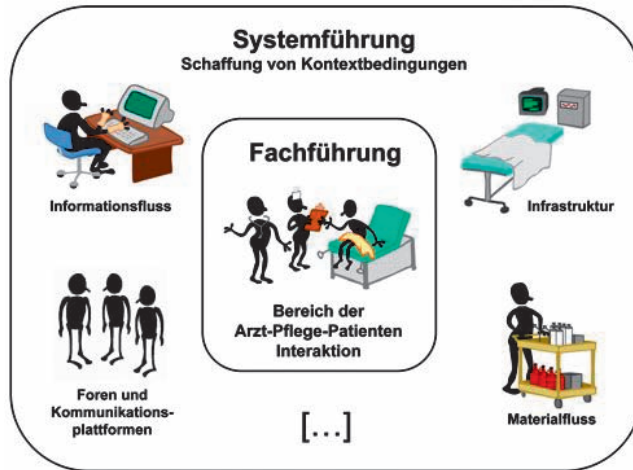 Systemführung
Schaffung von Kontextbedingungen
Informationsfluss
Fachführung
Infrastruktur
Bereich der
Arzt-Pflege-Patienten
Interaktion
Foren und
Kommunikations-
plattformen
[...]
Materialfluss